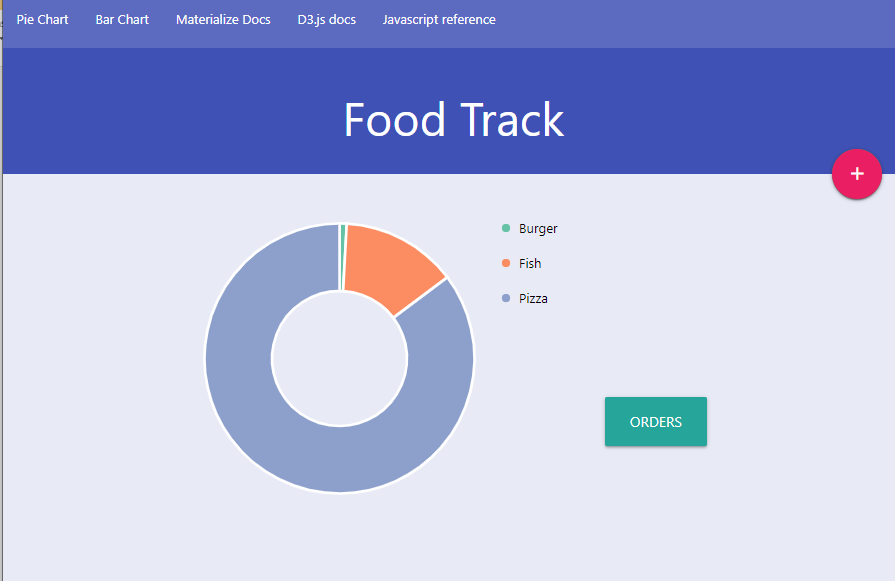 Pie Chart Bar Chart Materialize Docs D3.js docs Javascript reference
Food Track
+
Burger
Fish
Pizza
ORDERS